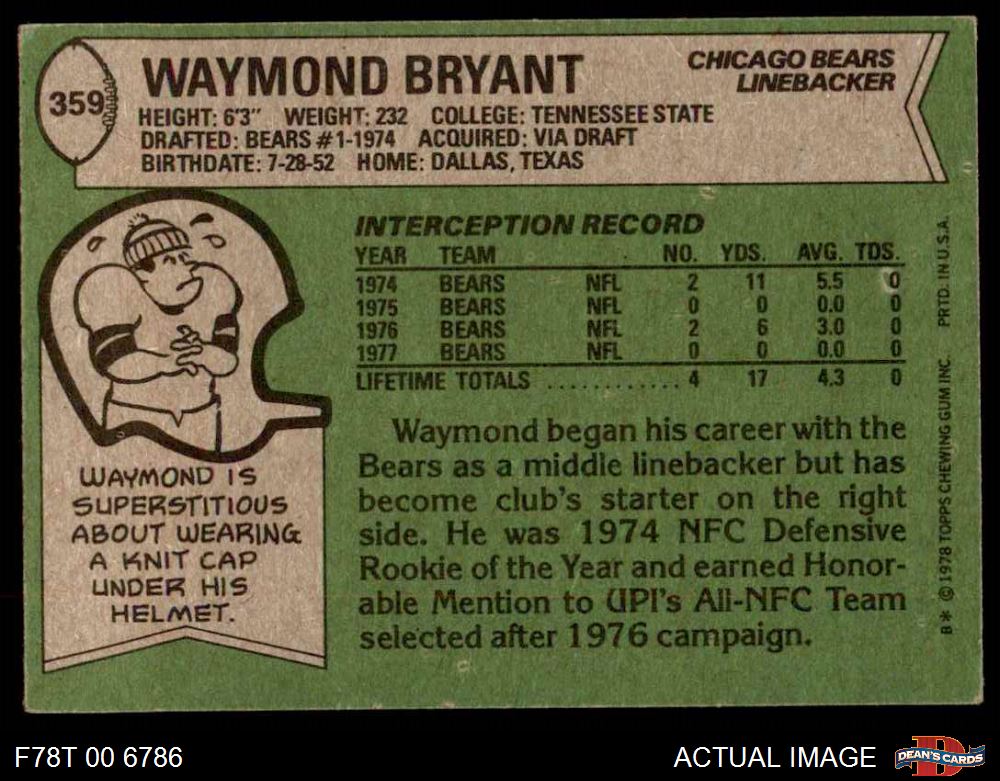 359
WAYMOND BRYANT
CHICAGO BEARS
LINEBACKER
HEIGHT: 6'3" WEIGHT: 232 COLLEGE: TENNESSEE STATE
DRAFTED: BEARS #1-1974 ACQUIRED: VIA DRAFT
BIRTHDATE: 7-28-52 HOME: DALLAS, TEXAS
WAYMOND IS
SUPERSTITIOUS
ABOUT WEARING
A KNIT CAP
UNDER HIS
HELMET.
INTERCEPTION RECORD
YEAR TEAM NO. YDS. AVG. TDS.
1974 BEARS NFL 2 11 5.5 0
1975 BEARS NFL 0 0 0.0 0
1976 BEARS NFL 2 6 3.0 0
1977 BEARS NFL 0 0 0.0 0
LIFETIME TOTALS ............ 4 17 4.3 0
Waymond began his career with the
Bears as a middle linebacker but has
become club's starter on the right
side. He was 1974 NFC Defensive
Rookie of the Year and earned Honor-
able Mention to UPI's All-NFC Team
selected after 1976 campaign.
B* © 1978 TOPPS CHEWING GUM INC. PRTD. IN U.S.A.
F78T 00 6786
ACTUAL IMAGE
D
DEAN'S CARDS